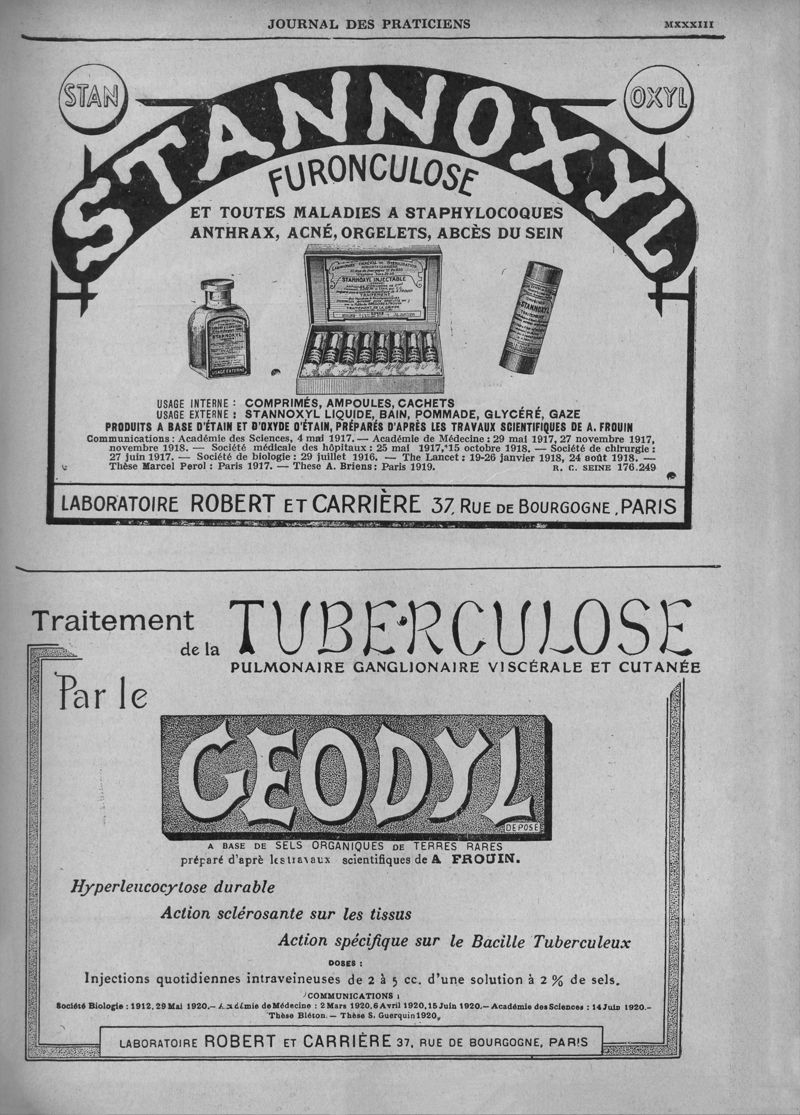 JOURNAL DES PRATICIENS MXXXIII
STAN OXYL
STANNOXYL
FURONCULOSE
ET TOUTES MALADIES A STAPHYLOCOQUES
ANTHRAX, ACNÉ, ORGELETS, ABCÈS DU SEIN
STANNOXYL INJECTABLE
STANNOXYL
STANNOXYL
USAGE EXTERNE
USAGE INTERNE : COMPRIMÉS, AMPOULES, CACHETS
USAGE EXTERNE : STANNOXYL LIQUIDE, BAIN, POMMADE, GLYCÉRÉ, GAZE
PRODUITS A BASE D'ÉTAIN ET D'OXYDE D'ÉTAIN, PRÉPARÉS D'APRÈS LES TRAVAUX SCIENTIFIQUES DE A. FROUIN
Communications : Académie des Sciences, 4 mai 1917. — Académie de Médecine : 29 mai 1917, 27 novembre 1917,
novembre 1918. — Société médicale des hôpitaux : 25 mai 1917, 15 octobre 1918. — Société de chirurgie :
27 juin 1917. — Société de biologie : 29 juillet 1916. — The Lancet : 19-26 janvier 1918, 24 août 1918. —
Thèse Marcel Perol : Paris 1917. — These A. Briens : Paris 1919. R. C. SEINE 176.249
LABORATOIRE ROBERT ET CARRIÈRE 37, RUE DE BOURGOGNE, PARIS
Traitement
de la TUBERCULOSE
PULMONAIRE GANGLIONAIRE VISCÉRALE ET CUTANÉE
Par le
GEODYL
DEPOSÉ
A BASE DE SELS ORGANIQUES DE TERRES RARES
préparé d'aprè les travaux scientifiques de A FROUIN.
Hyperleucocytose durable
Action sclérosante sur les tissus
Action spécifique sur le Bacille Tuberculeux
DOSES :
Injections quotidiennes intraveineuses de 2 à 5 cc. d'une solution à 2 % de sels.
COMMUNICATIONS :
Société Biologie : 1912, 29 Mai 1920.— Académie de Médecine : 2 Mars 1920, 6 Avril 1920, 15 Juin 1920.— Académie des Sciences : 14 Juin 1920.—
Thèse Bléton. — Thèse S. Guerquin 1920.
LABORATOIRE ROBERT ET CARRIÈRE 37, RUE DE BOURGOGNE, PARIS